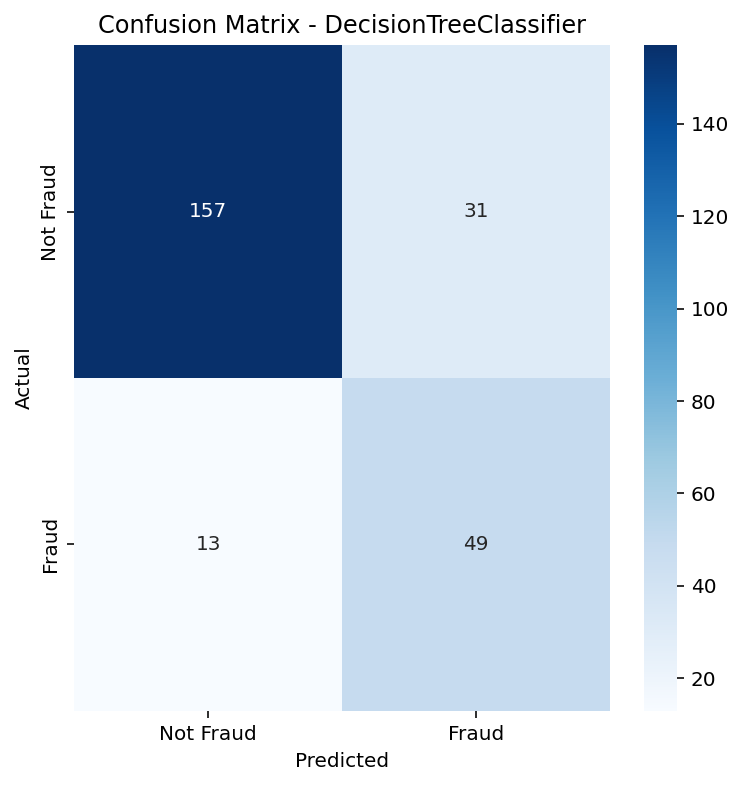 Confusion Matrix - DecisionTreeClassifier
Actual
Not Fraud
157
31
Fraud
13
49
Not Fraud
Fraud
Predicted
140
120
100
80
60
40
20